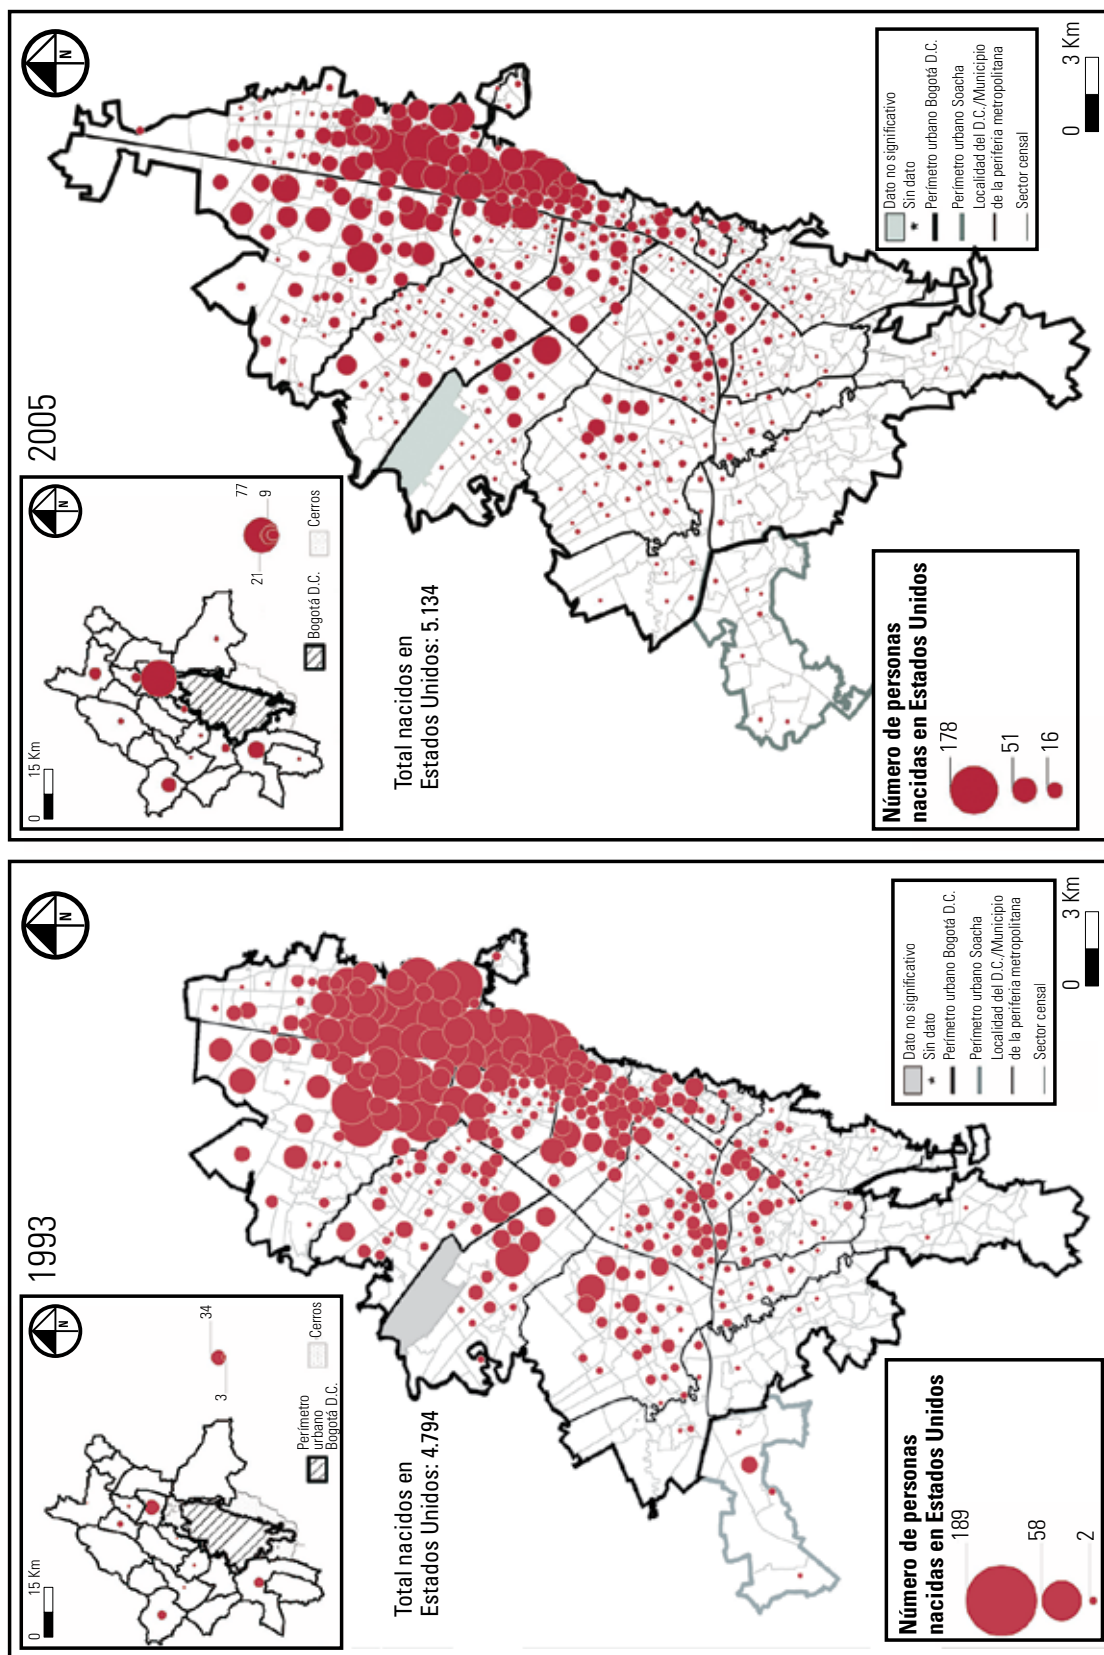 1993
N
0
15 Km
N
34
3
Perímetro
urbano
Bogotá D.C.
Cerros
Total nacidos en
Estados Unidos: 4.794
Número de personas
nacidas en Estados Unidos
189
58
2
Dato no significativo
* Sin dato
Perímetro urbano Bogotá D.C.
Perímetro urbano Soacha
Localidad del D.C./Municipio
de la periferia metropolitana
Sector censal
0
3 Km
2005
N
0
15 Km
N
77
9
21
Bogotá D.C.
Cerros
Total nacidos en
Estados Unidos: 5.134
Número de personas
nacidas en Estados Unidos
178
51
16
Dato no significativo
* Sin dato
Perímetro urbano Bogotá D.C.
Perímetro urbano Soacha
Localidad del D.C./Municipio
de la periferia metropolitana
Sector censal
0
3 Km